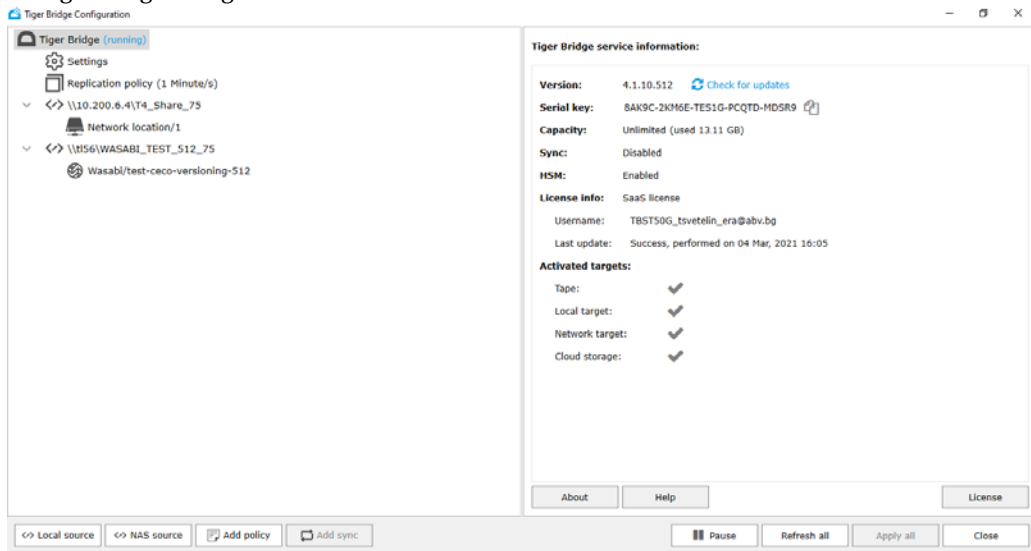 Tiger Bridge Configuration
Tiger Bridge (running)
Settings
Replication policy (1 Minute/s)
\\10.200.6.4\T4_Share_75
Network location/1
\\tl56\WASABI_TEST_512_75
Wasabi/test-ceco-versioning-512
Tiger Bridge service information:
Version: 4.1.10.512 Check for updates
Serial key: 8AK9C-2KM6E-TES1G-PCQTD-MDSR9
Capacity: Unlimited (used 13.11 GB)
Sync: Disabled
HSM: Enabled
License info: SaaS license
Username: TBST50G_tsvetelin_era@abv.bg
Last update: Success, performed on 04 Mar, 2021 16:05
Activated targets:
Tape:
Local target:
Network target:
Cloud storage:
About Help License
Local source NAS source Add policy Add sync Pause Refresh all Apply all Close